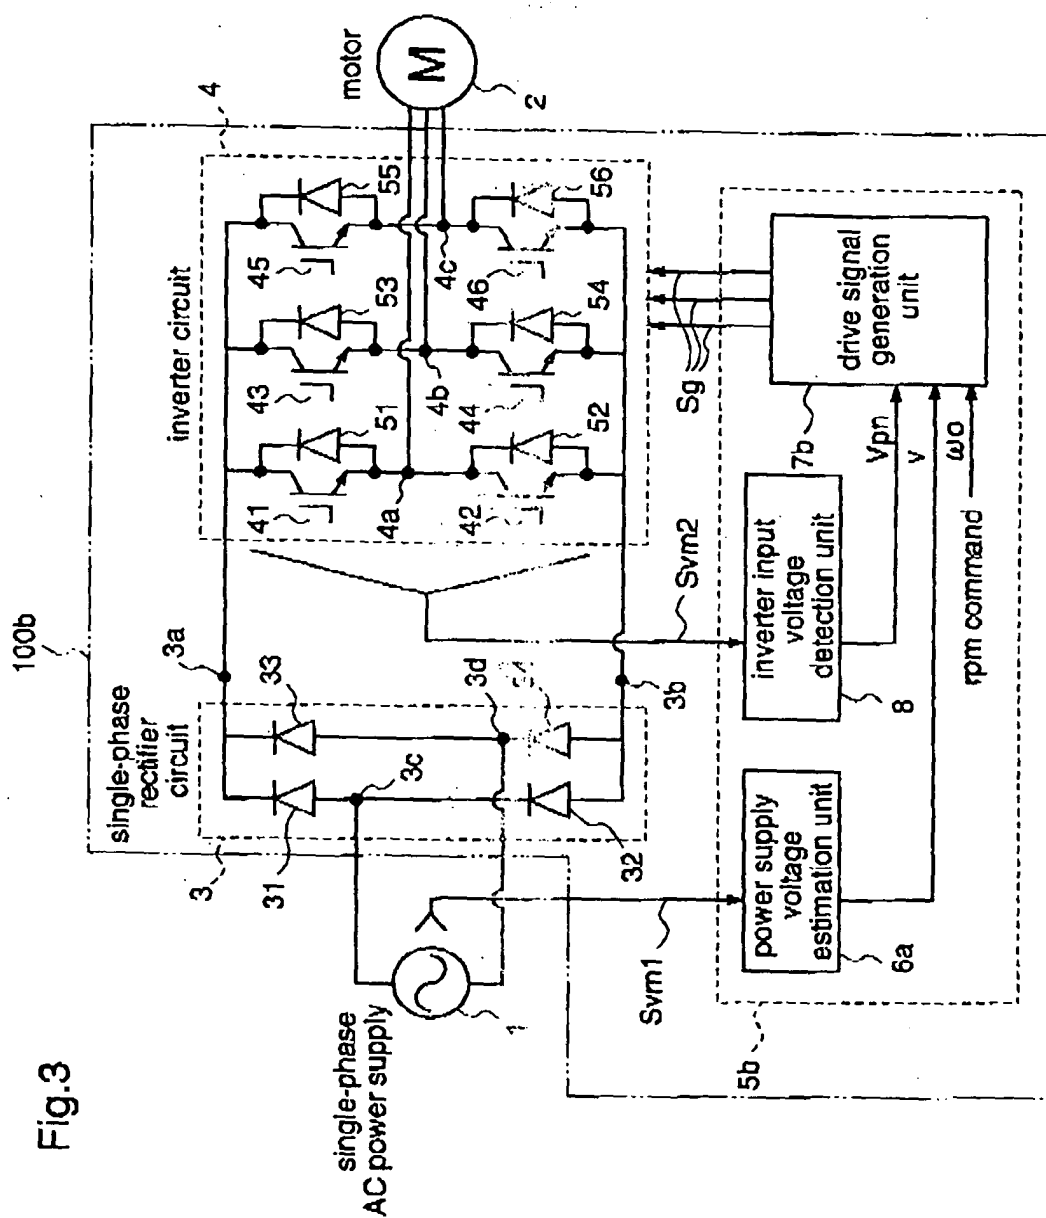 Fig.3
100b
single-phase
rectifier
circuit
3a
inverter circuit
4
motor
M
2
3
31
33
41
51
43
53
45
55
3c
3d
4a
4b
4c
single-phase
AC power supply
1
32
3b
42
52
44
54
46
56
Svm1
Svm2
Sg
5b
power supply
voltage
estimation unit
6a
inverter input
voltage
detection unit
8
7b
drive signal
generation
unit
Vpn
v
ωo
rpm command